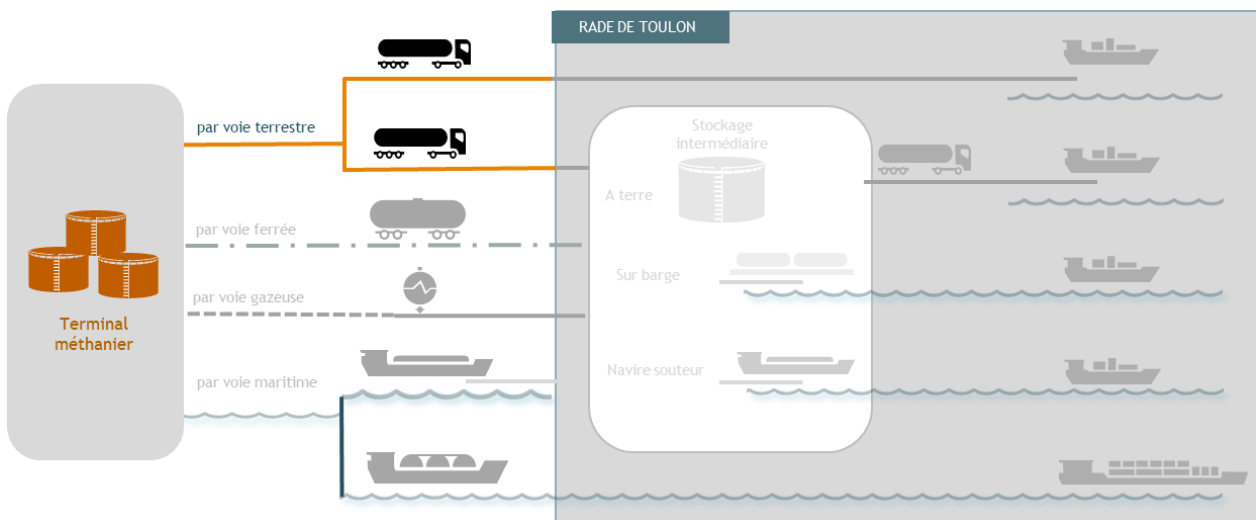 RADE DE TOULON
par voie terrestre
Stockage
intermédiaire
A terre
par voie ferrée
Sur barge
par voie gazeuse
Terminal
méthanier
Navire souteur
par voie maritime